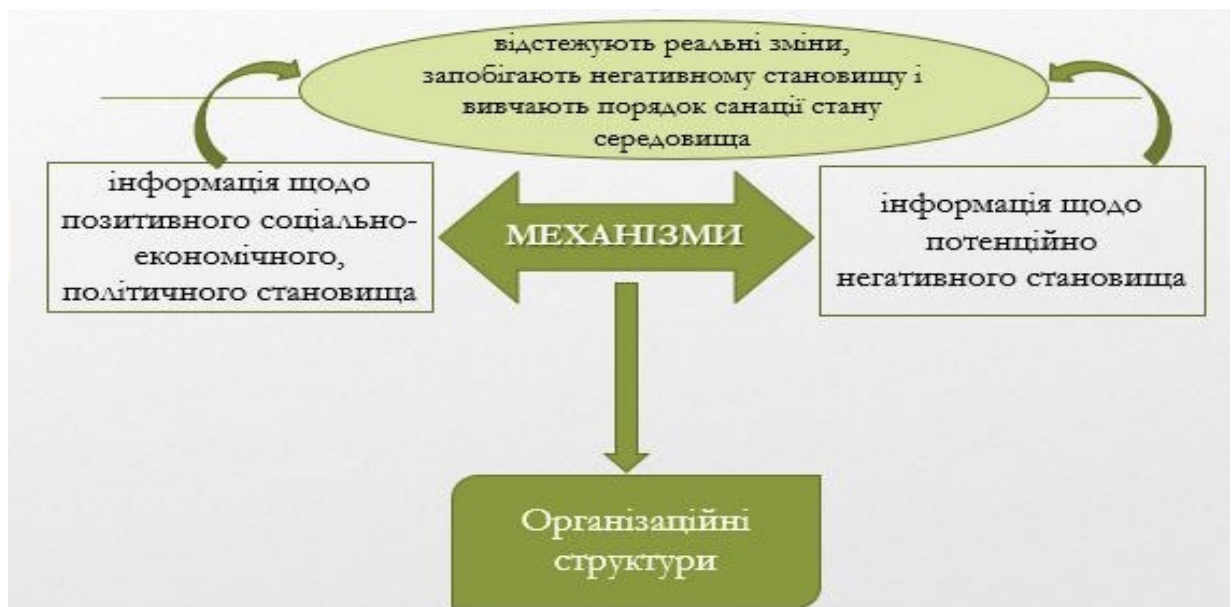 відстежують реальні зміни,
запобігають негативному становищу і
вивчають порядок санації стану
середовища
інформація щодо
позитивного соціально-
економічного,
політичного становища
МЕХАНІЗМИ
інформація щодо
потенційно
негативного становища
Організаційні
структури